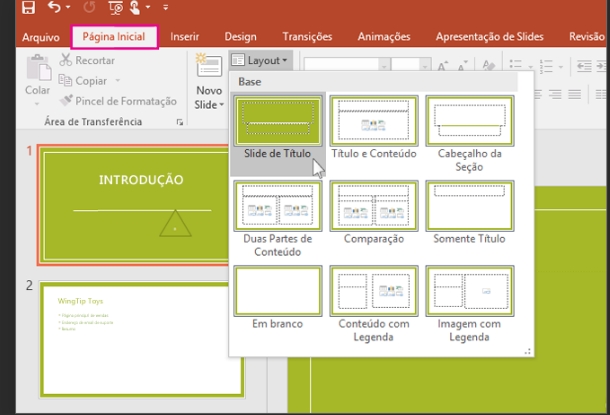 Arquivo Página Inicial Inserir Design Transições Animações Apresentação de Slides Revisão
Colar
Recortar
Copiar
Pincel de Formatação
Área de Transferência
Novo
Slide
Layout
Base
Slide de Título
Título e Conteúdo
Cabeçalho da
Seção
Duas Partes de
Conteúdo
Comparação
Somente Título
Em branco
Conteúdo com
Legenda
Imagem com
Legenda
1
INTRODUÇÃO
2
WingTip Toys